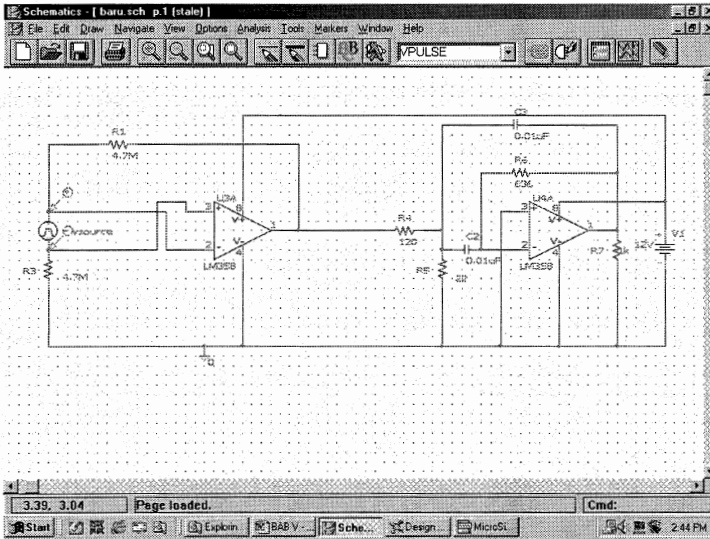 Schematics - [ baru.sch p.1 (stale) ]
File Edit Draw Navigate View Options Analysis Tools Markers Window Help
VPULSE
C3
0.01uF
R1
4.7M
R6
636
U3A
U4A
3
8
V+
1
2
V-
4
LM358
3
8
V+
1
2
V-
4
LM358
R4
120
C2
0.01uF
R5
22
R7
1k
12V
V1
R3
4.7M
0
3.39, 3.04 Page loaded. Cmd:
Start Explorin... BAB V -... Sche... Design... MicroSi... 2:44 PM